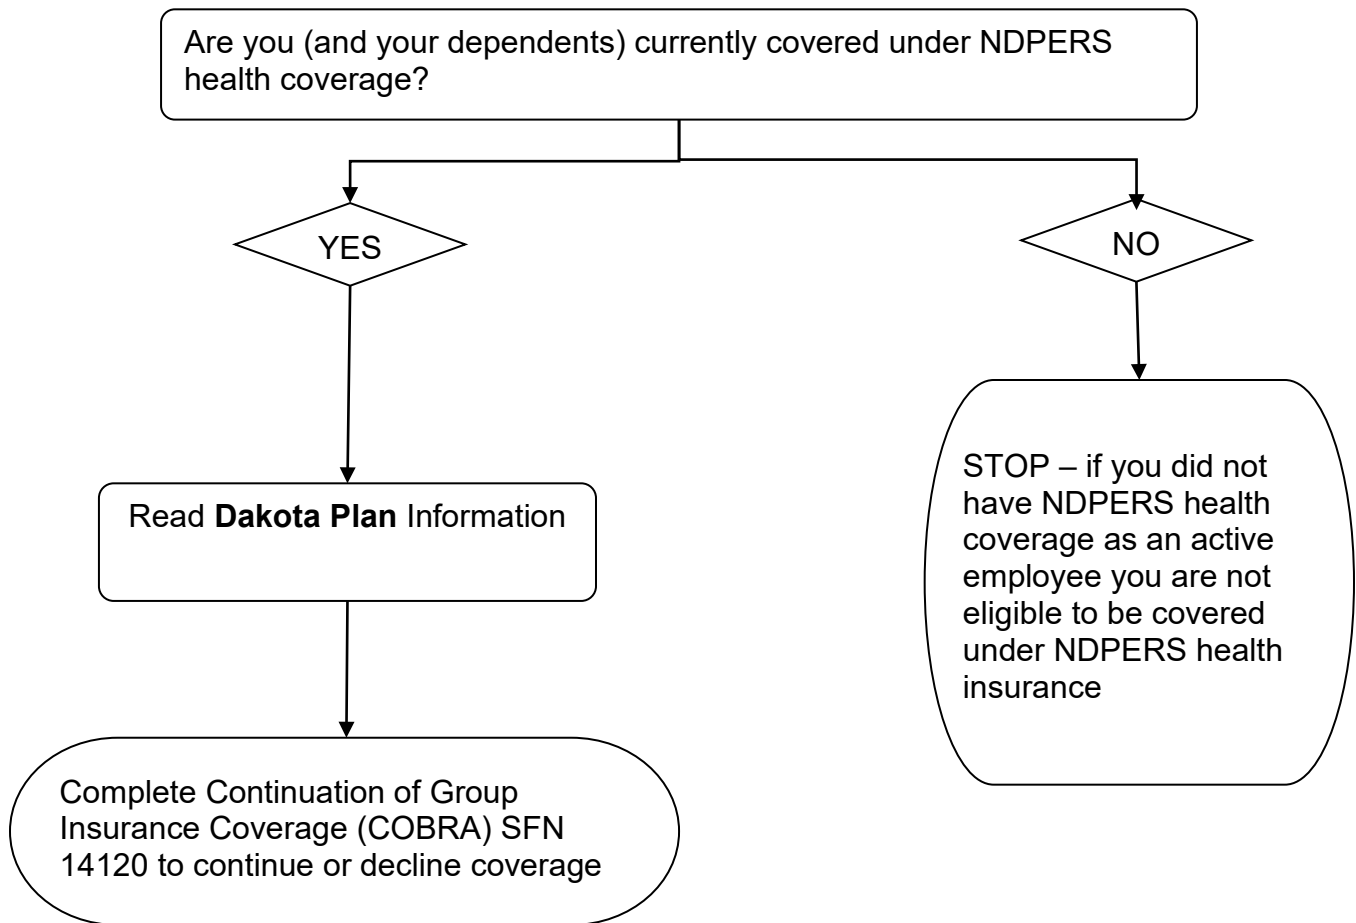 Are you (and your dependents) currently covered under NDPERS
health coverage?
YES
NO
Read Dakota Plan Information
STOP – if you did not
have NDPERS health
coverage as an active
employee you are not
eligible to be covered
under NDPERS health
insurance
Complete Continuation of Group
Insurance Coverage (COBRA) SFN
14120 to continue or decline coverage